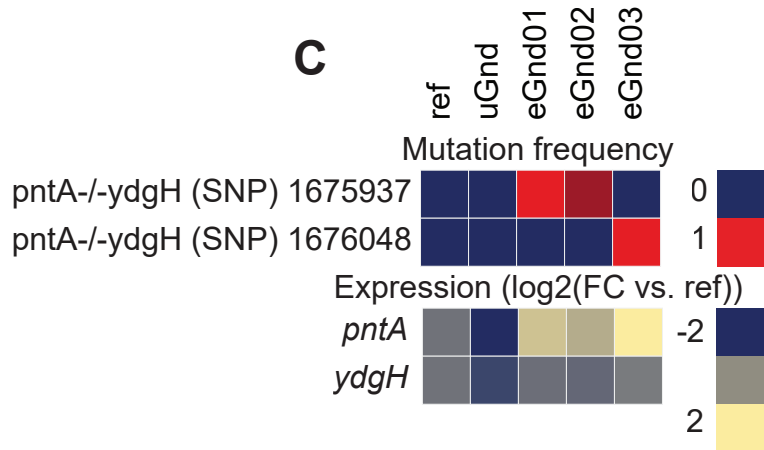 C
ref
uGnd
eGnd01
eGnd02
eGnd03
Mutation frequency
pntA-/-ydgH (SNP) 1675937
0
pntA-/-ydgH (SNP) 1676048
1
Expression (log2(FC vs. ref))
pntA
-2
ydgH
2